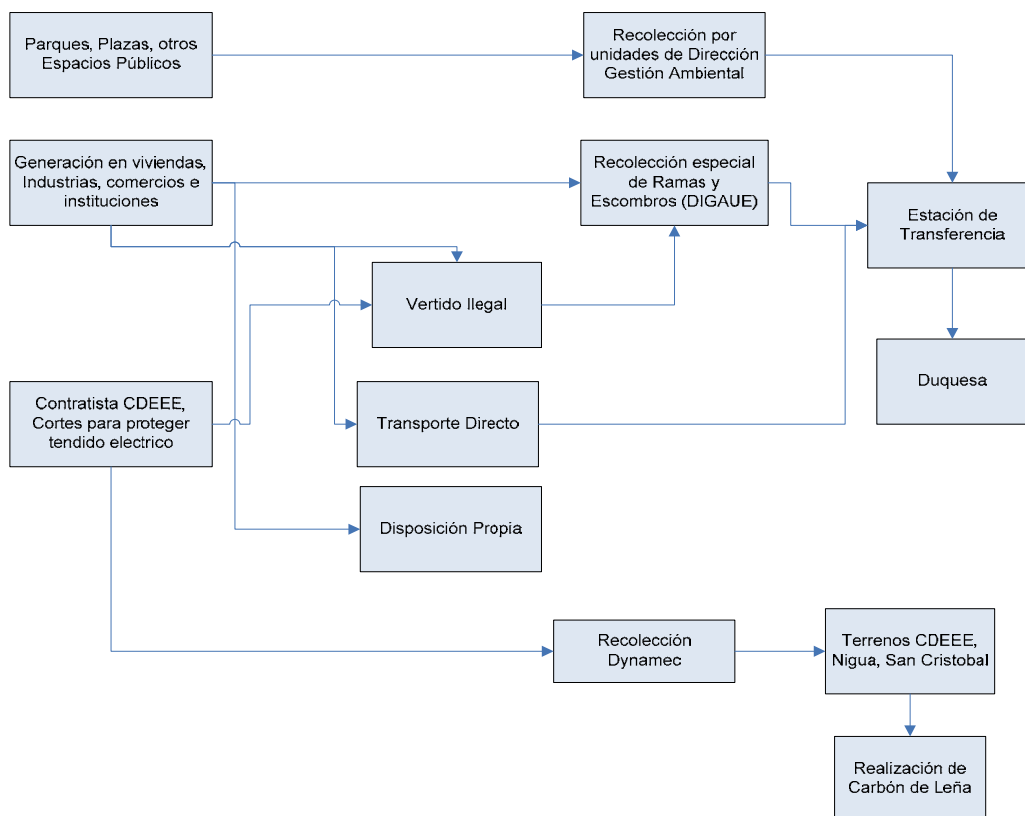 Parques, Plazas, otros
Espacios Públicos
Recolección por
unidades de Dirección
Gestión Ambiental
Generación en viviendas,
Industrias, comercios e
instituciones
Recolección especial
de Ramas y
Escombros (DIGAUE)
Estación de
Transferencia
Vertido Ilegal
Duquesa
Contratista CDEEE,
Cortes para proteger
tendido electrico
Transporte Directo
Disposición Propia
Recolección
Dynamec
Terrenos CDEEE,
Nigua, San Cristobal
Realización de
Carbón de Leña